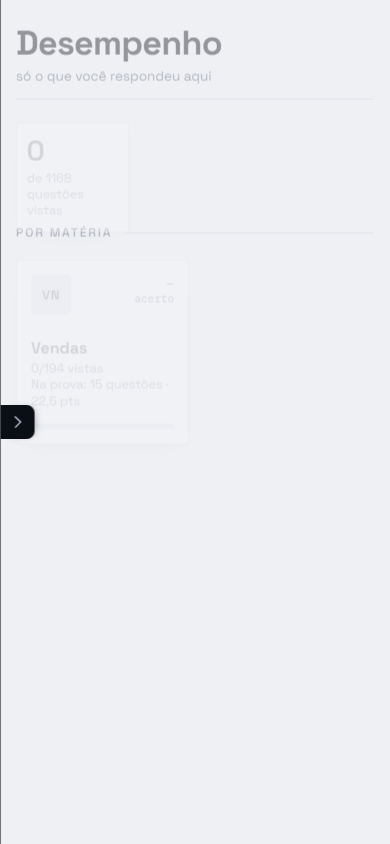 Desempenho
só o que você respondeu aqui
0
de 1168
questões
vistas
POR MATÉRIA
VN
—
acerto
Vendas
0/194 vistas
Na prova: 15 questões ·
22,5 pts